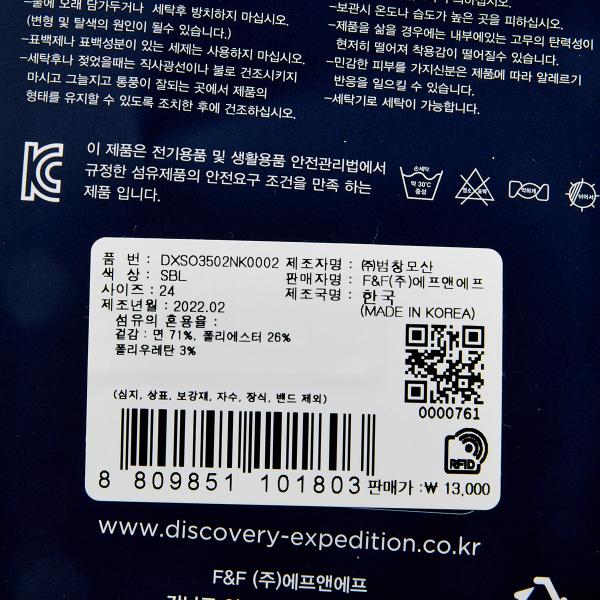 -물에 오래 담가두거나 세탁후 방치하지 마십시오.
(변형 및 탈색의 원인이 될수 있습니다.)
-표백제나 표백성분이 있는 세제는 사용하지 마십시오.
-세탁후나 젖었을때는 직사광선이나 불로 건조시키지
마시고 그늘지고 통풍이 잘되는 곳에서 제품의
형태를 유지할 수 있도록 조치한 후에 건조하십시오.
-보관시 온도나 습도가 높은 곳을 피하십시오.
-제품을 삶을 경우에는 내부에있는 고무의 탄력성이
현저히 떨어져 착용감이 떨어질수 있습니다.
-민감한 피부를 가지신분은 제품에 따라 알레르기
반응을 일으킬 수 있습니다.
-세탁기로 세탁이 가능합니다.
이 제품은 전기용품 및 생활용품 안전관리법에서
규정한 섬유제품의 안전요구 조건을 만족 하는
제품 입니다.
손세탁
약 30℃
중성
염소 표백
약하게
드라이
품 번 : DXSO3502NK0002
색 상 : SBL
사이즈 : 24
제조년월 : 2022.02
섬유의 혼용율 :
겉감 : 면 71%, 폴리에스터 26%
폴리우레탄 3%
제조자명 : (주)범창모산
판매자명 : F&F(주)에프앤에프
제조국명 : 한국
(MADE IN KOREA)
0000761
(심지, 상표, 보강재, 자수, 장식, 밴드 제외)
RFID
8 809851 101803
판매가 : ₩ 13,000
www.discovery-expedition.co.kr
F&F (주)에프앤에프